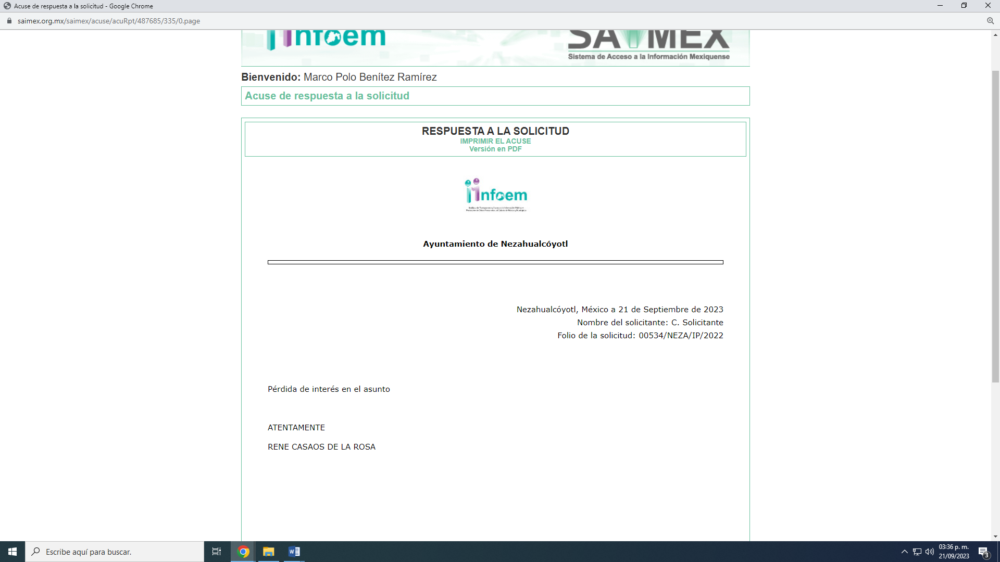 Acuse de respuesta a la solicitud - Google Chrome
saimex.org.mx/saimex/acuse/acuRpt/487685/335/0.page
infoem
SAIMEX
Sistema de Acceso a la Información Mexiquense
Bienvenido: Marco Polo Benítez Ramírez
Acuse de respuesta a la solicitud
RESPUESTA A LA SOLICITUD
IMPRIMIR EL ACUSE
Versión en PDF
infoem
Ayuntamiento de Nezahualcóyotl
Nezahualcóyotl, México a 21 de Septiembre de 2023
Nombre del solicitante: C. Solicitante
Folio de la solicitud: 00534/NEZA/IP/2022
Pérdida de interés en el asunto
ATENTAMENTE
RENE CASAOS DE LA ROSA
Escribe aquí para buscar.
03:36 p. m.
21/09/2023
3